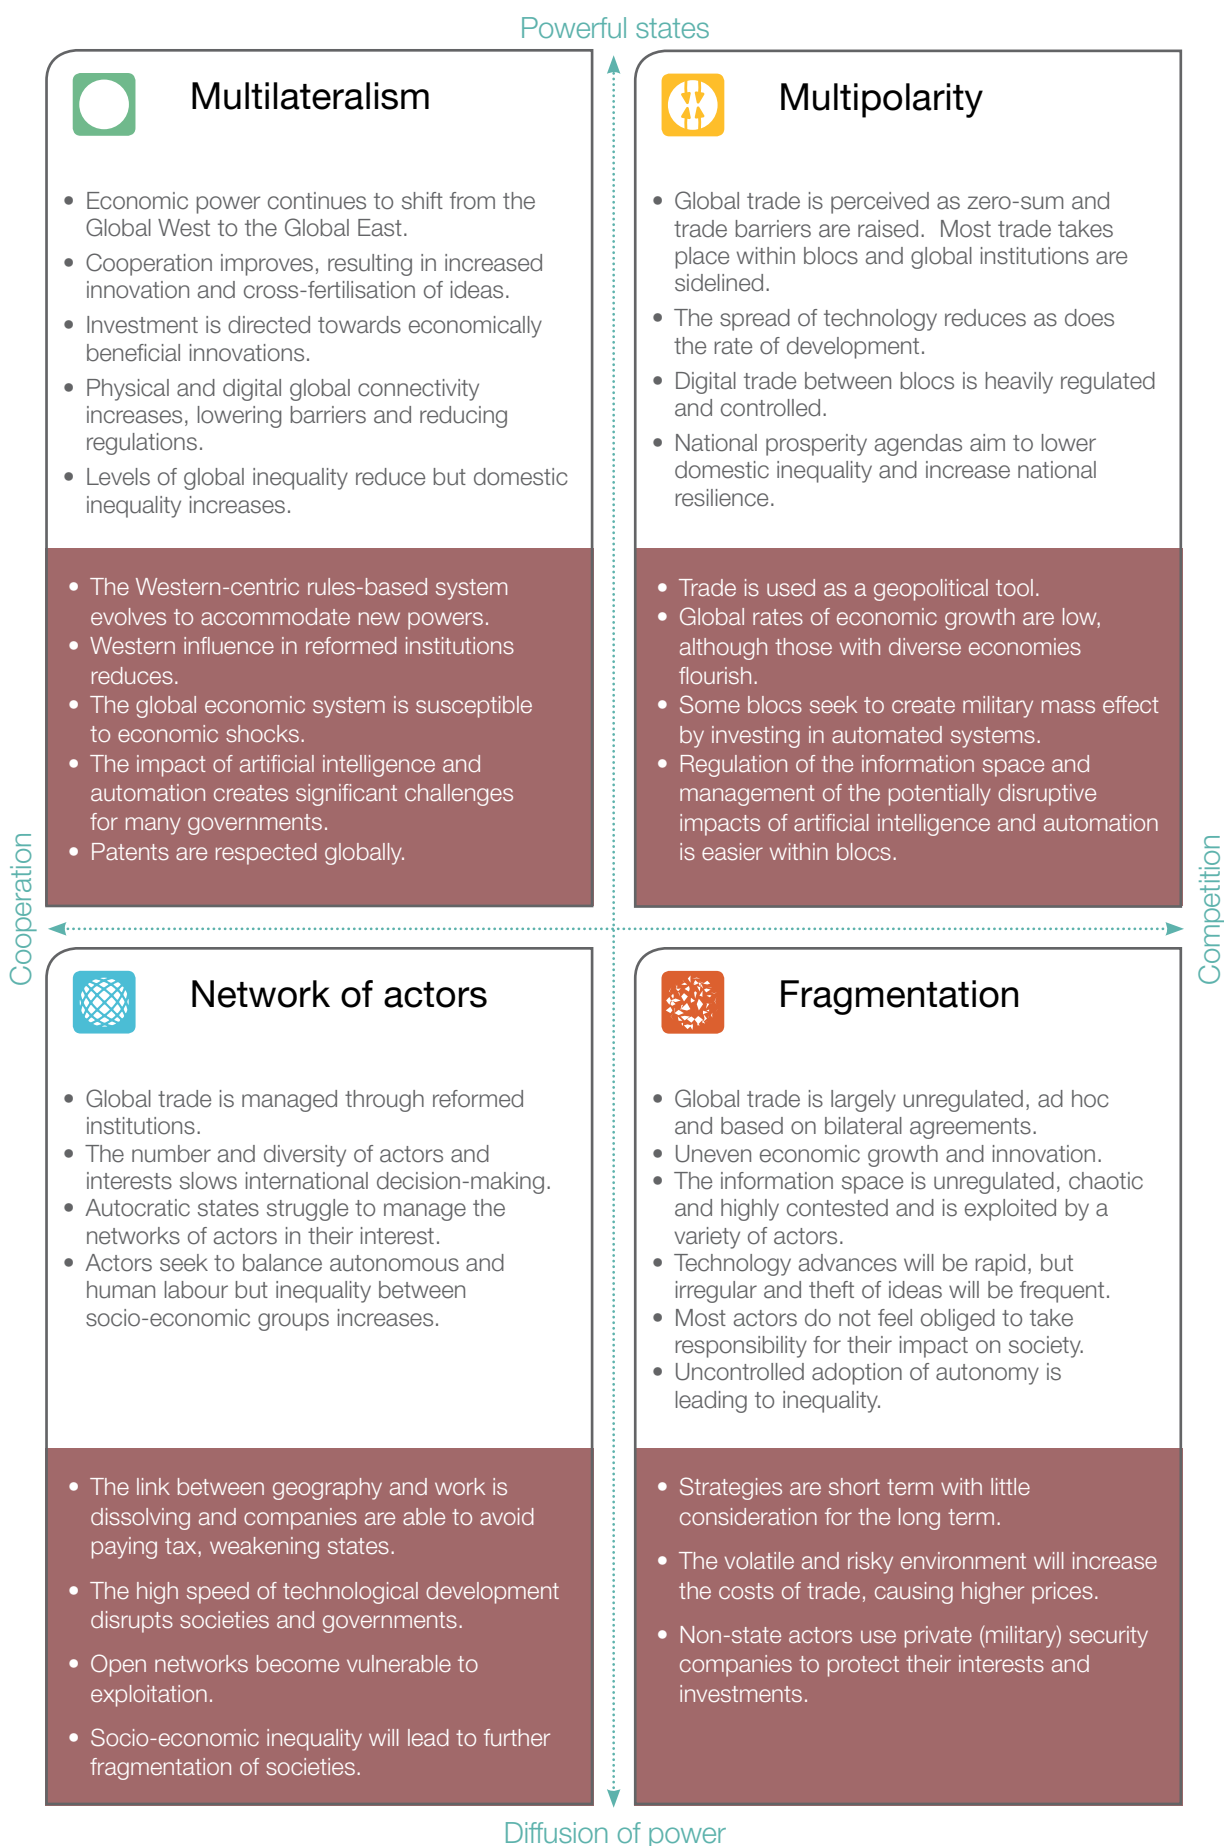 Powerful states
Multilateralism
• Economic power continues to shift from the
Global West to the Global East.
• Cooperation improves, resulting in increased
innovation and cross-fertilisation of ideas.
• Investment is directed towards economically
beneficial innovations.
• Physical and digital global connectivity
increases, lowering barriers and reducing
regulations.
• Levels of global inequality reduce but domestic
inequality increases.
• The Western-centric rules-based system
evolves to accommodate new powers.
• Western influence in reformed institutions
reduces.
• The global economic system is susceptible
to economic shocks.
• The impact of artificial intelligence and
automation creates significant challenges
for many governments.
• Patents are respected globally.
Multipolarity
• Global trade is perceived as zero-sum and
trade barriers are raised.  Most trade takes
place within blocs and global institutions are
sidelined.
• The spread of technology reduces as does
the rate of development.
• Digital trade between blocs is heavily regulated
and controlled.
• National prosperity agendas aim to lower
domestic inequality and increase national
resilience.
• Trade is used as a geopolitical tool.
• Global rates of economic growth are low,
although those with diverse economies
flourish.
• Some blocs seek to create military mass effect
by investing in automated systems.
• Regulation of the information space and
management of the potentially disruptive
impacts of artificial intelligence and automation
is easier within blocs.
Cooperation
Competition
Network of actors
• Global trade is managed through reformed
institutions.
• The number and diversity of actors and
interests slows international decision-making.
• Autocratic states struggle to manage the
networks of actors in their interest.
• Actors seek to balance autonomous and
human labour but inequality between
socio-economic groups increases.
• The link between geography and work is
dissolving and companies are able to avoid
paying tax, weakening states.
• The high speed of technological development
disrupts societies and governments.
• Open networks become vulnerable to
exploitation.
• Socio-economic inequality will lead to further
fragmentation of societies.
Fragmentation
• Global trade is largely unregulated, ad hoc
and based on bilateral agreements.
• Uneven economic growth and innovation.
• The information space is unregulated, chaotic
and highly contested and is exploited by a
variety of actors.
• Technology advances will be rapid, but
irregular and theft of ideas will be frequent.
• Most actors do not feel obliged to take
responsibility for their impact on society.
• Uncontrolled adoption of autonomy is
leading to inequality.
• Strategies are short term with little
consideration for the long term.
• The volatile and risky environment will increase
the costs of trade, causing higher prices.
• Non-state actors use private (military) security
companies to protect their interests and
investments.
Diffusion of power